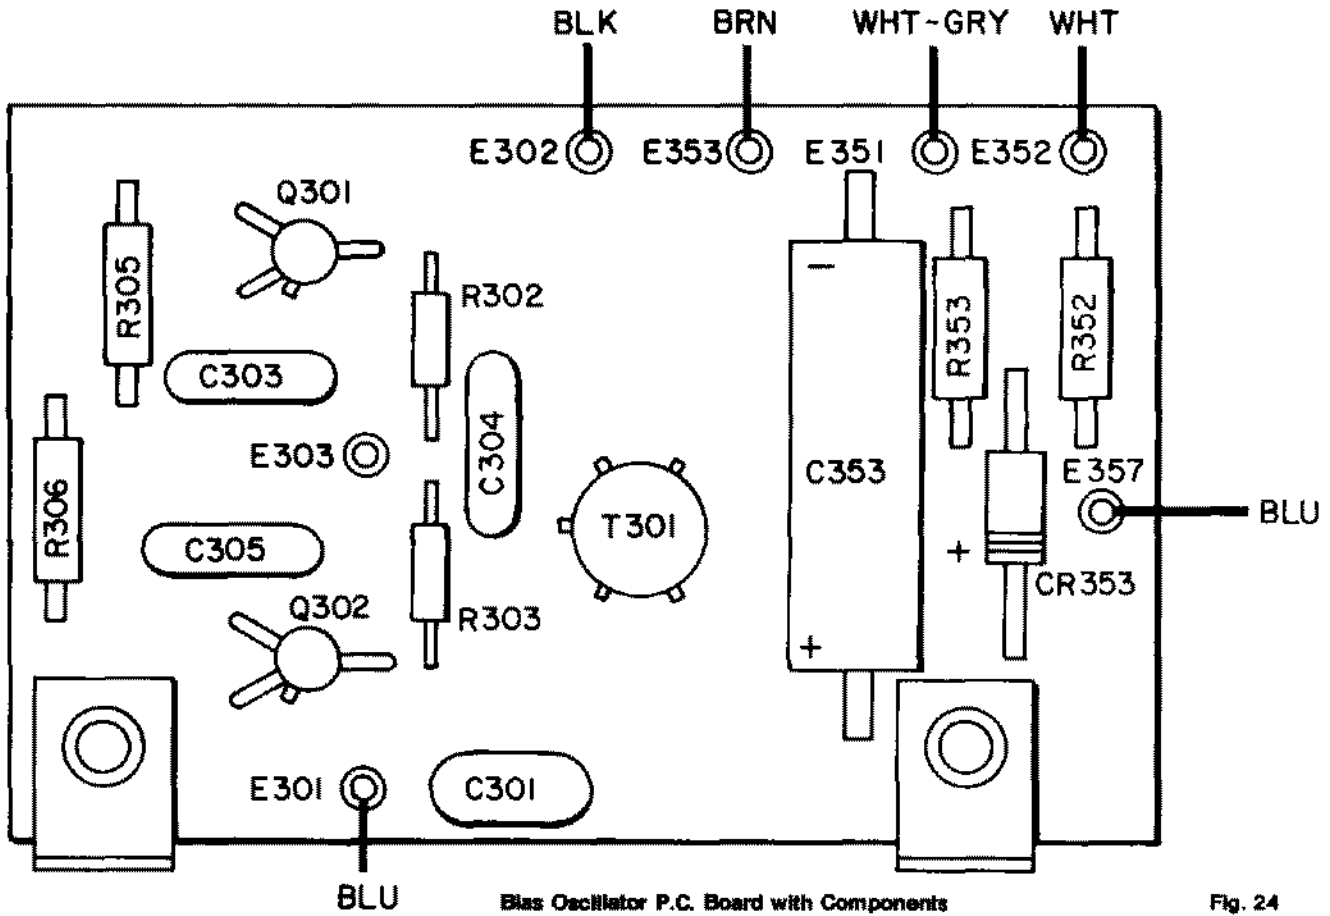 BLK BRN WHT-GRY WHT
E302 E353 E351 E352
Q301
R305
R302
C303
C304
E303
R306
C305
T301
Q302
R303
−
C353
+
R353
R352
E357
BLU
+
CR353
E301
C301
BLU
Bias Oscillator P.C. Board with Components
Fig. 24